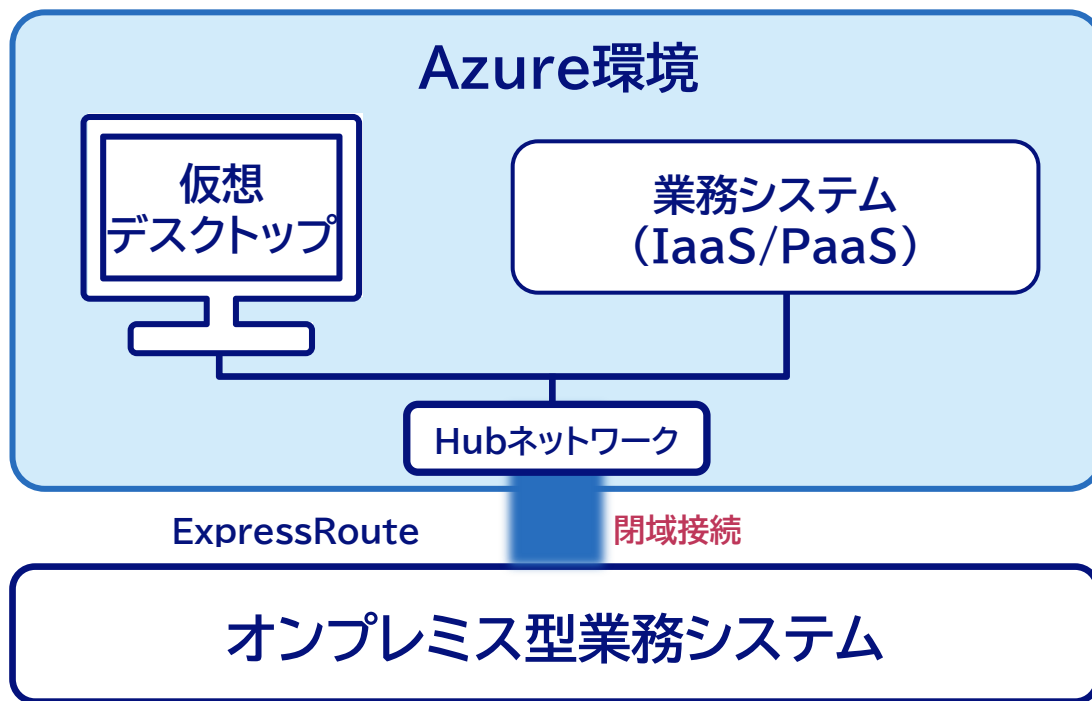 Azure環境
仮想
デスクトップ
業務システム
（IaaS/PaaS）
Hubネットワーク
ExpressRoute
閉域接続
オンプレミス型業務システム